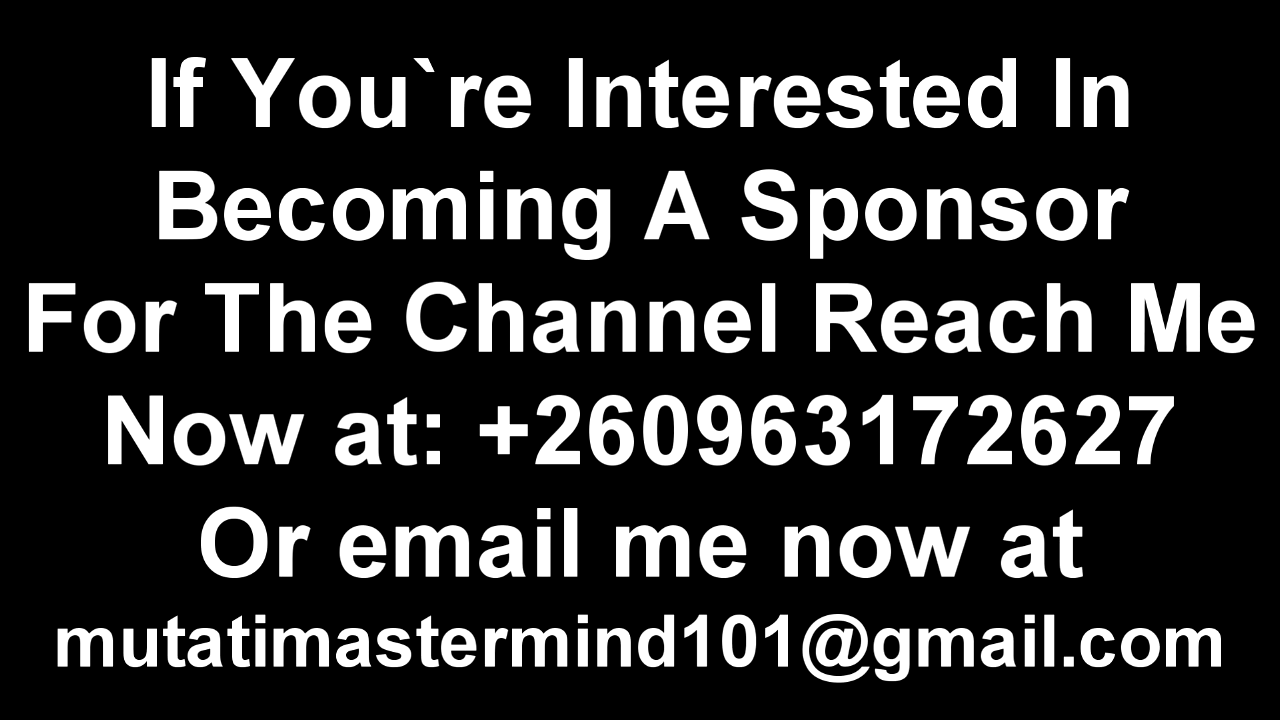 If You`re Interested In
Becoming A Sponsor
For The Channel Reach Me
Now at: +260963172627
Or email me now at
mutatimastermind101@gmail.com